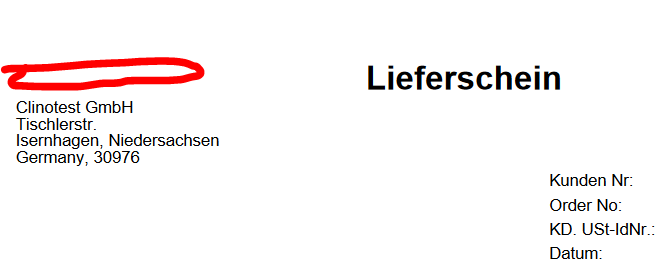 Lieferschein
Clinotest GmbH
Tischlerstr.
Isernhagen, Niedersachsen
Germany, 30976
Kunden Nr:
Order No:
KD. USt-IdNr.:
Datum: